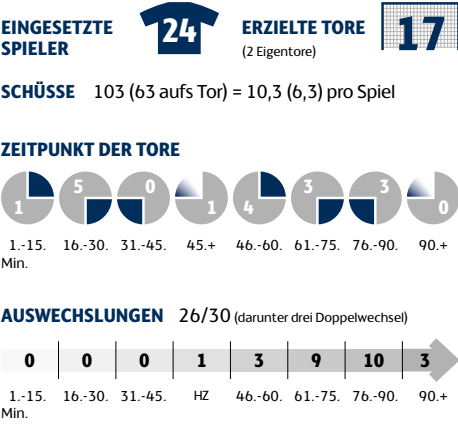 EINGESETZTE SPIELER 24 ERZIELTE TORE 17
(2 Eigentore)
SCHÜSSE 103 (63 aufs Tor) = 10,3 (6,3) pro Spiel
ZEITPUNKT DER TORE
1 5 0 1 4 3 3 0
1.-15. Min. 16.-30. 31.-45. 45.+ 46.-60. 61.-75. 76.-90. 90.+
AUSWECHSLUNGEN 26/30 (darunter drei Doppelwechsel)
0 0 0 1 3 9 10 3
1.-15. Min. 16.-30. 31.-45. HZ 46.-60. 61.-75. 76.-90. 90.+